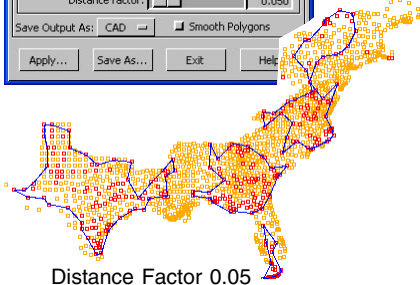 Distance Factor: 0.050
Save Output As: CAD Smooth Polygons
Apply... Save As... Exit Help
Distance Factor 0.05